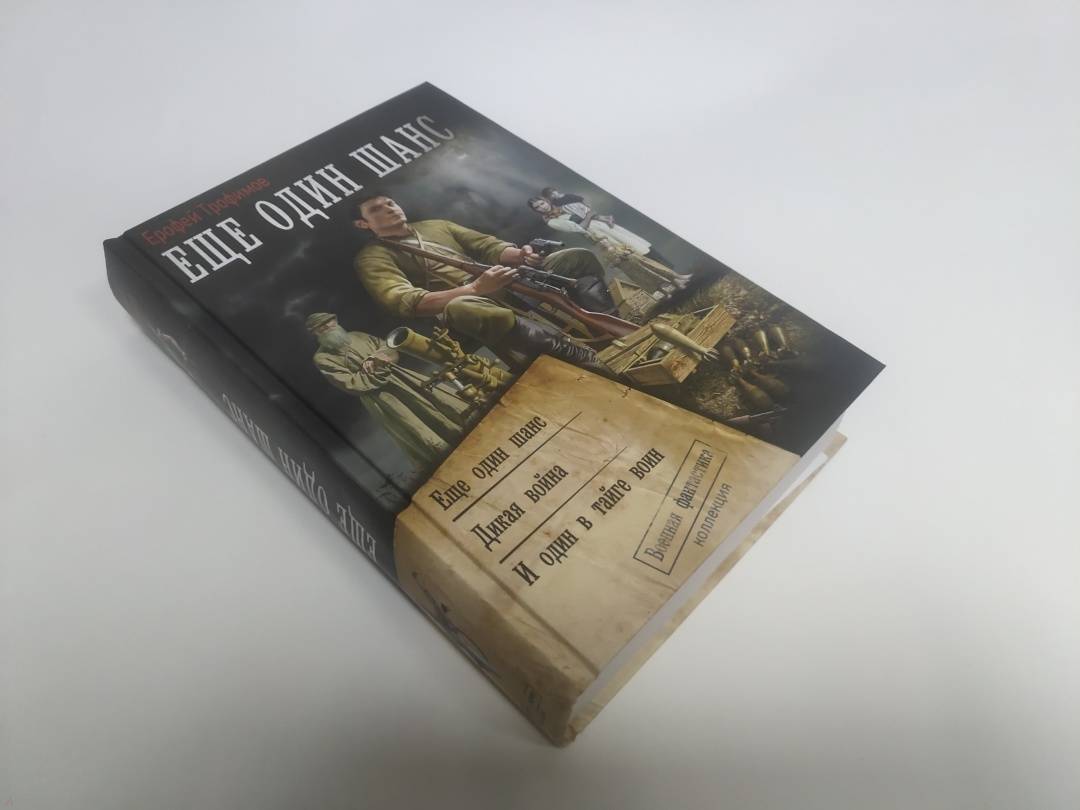 Ерофей Трофимов
ЕЩЕ ОДИН ШАНС
Еще один шанс
Дикая война
И один в тайге воин
Военная фантастика
коллекция
ЕЩЕ ОДИН ШАНС